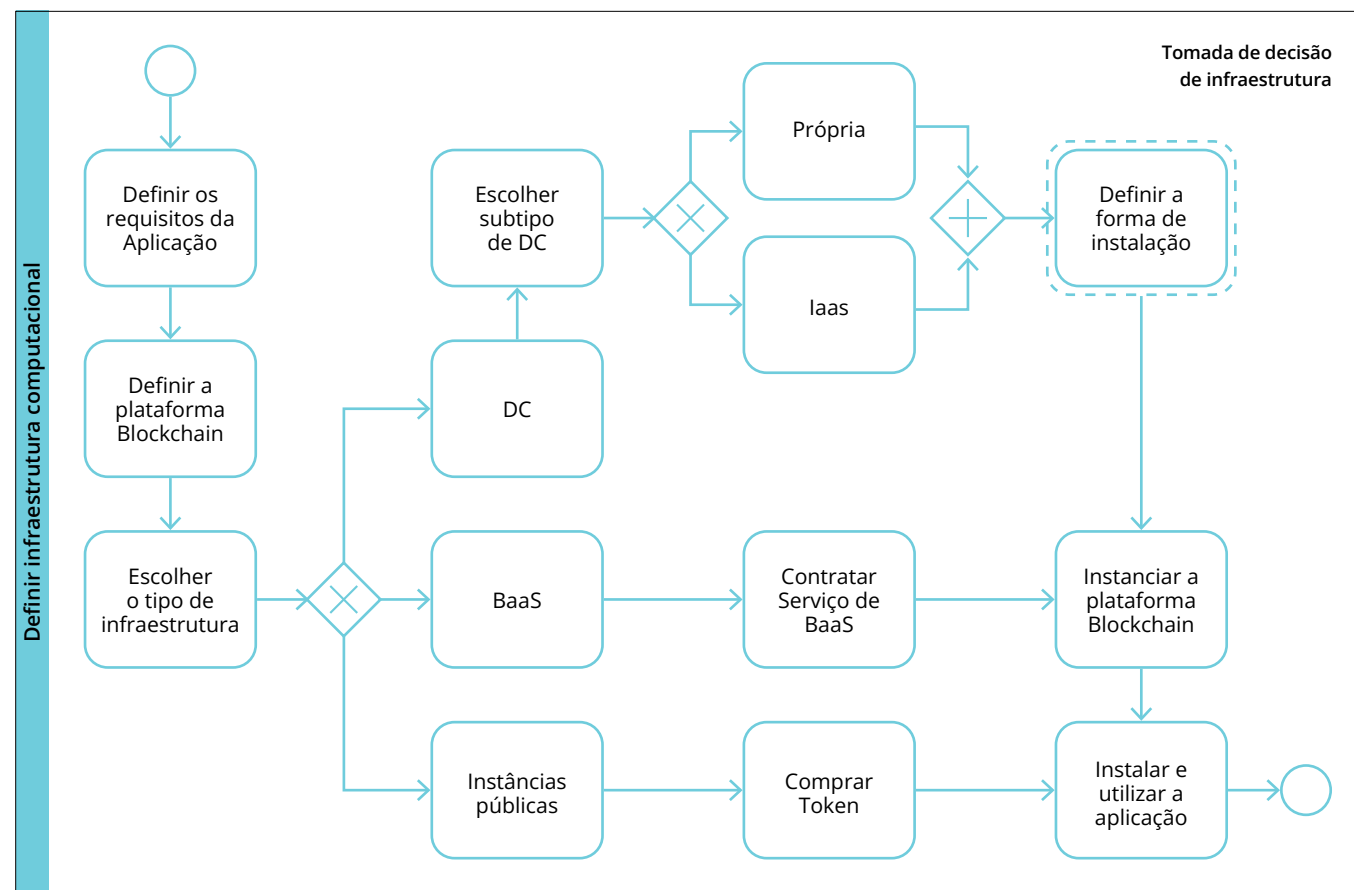 Tomada de decisão
de infraestrutura
Definir infraestrutura computacional
Definir os
requisitos da
Aplicação
Definir a
plataforma
Blockchain
Escolher
o tipo de
infraestrutura
Escolher
subtipo
de DC
DC
Própria
Iaas
Definir a
forma de
instalação
BaaS
Contratar
Serviço de
BaaS
Instanciar a
plataforma
Blockchain
Instâncias
públicas
Comprar
Token
Instalar e
utilizar a
aplicação